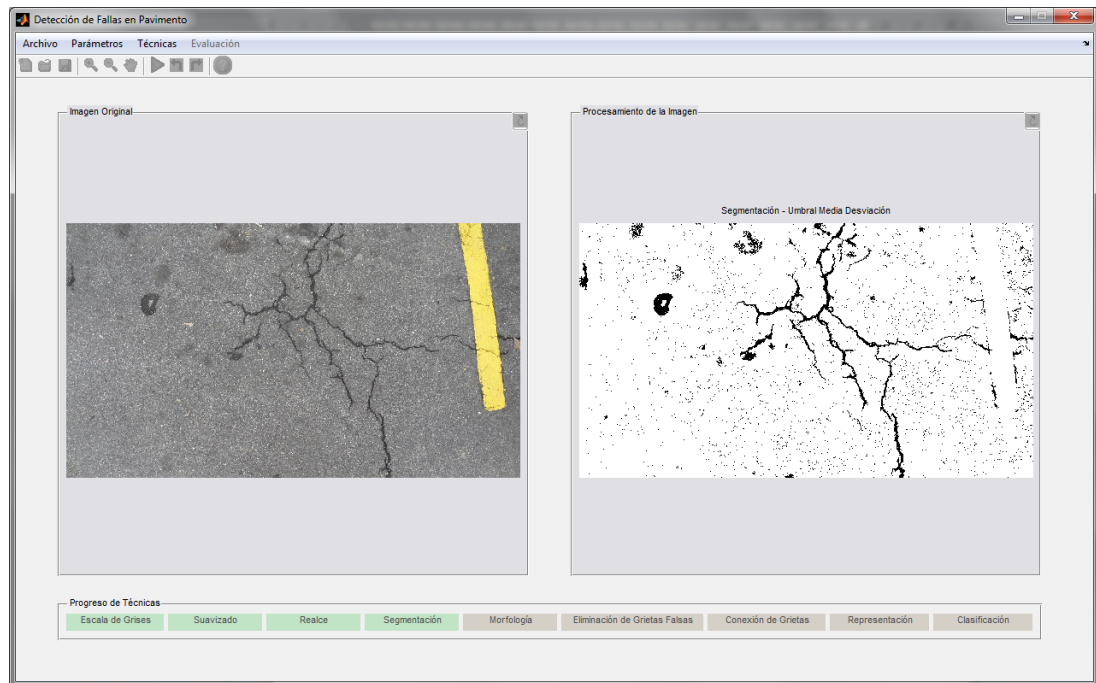 Detección de Fallas en Pavimento
Archivo Parámetros Técnicas Evaluación
Imagen Original
Procesamiento de la Imagen
Segmentación - Umbral Media Desviación
Progreso de Técnicas
Escala de Grises Suavizado Realce Segmentación Morfología Eliminación de Grietas Falsas Conexión de Grietas Representación Clasificación